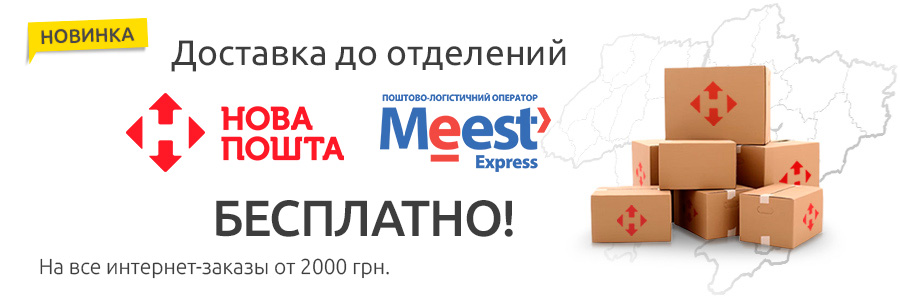 НОВИНКА
Доставка до отделений
НОВА
ПОШТА
ПОШТОВО-ЛОГІСТИЧНИЙ ОПЕРАТОР
Meest
Express
БЕСПЛАТНО!
На все интернет-заказы от 2000 грн.